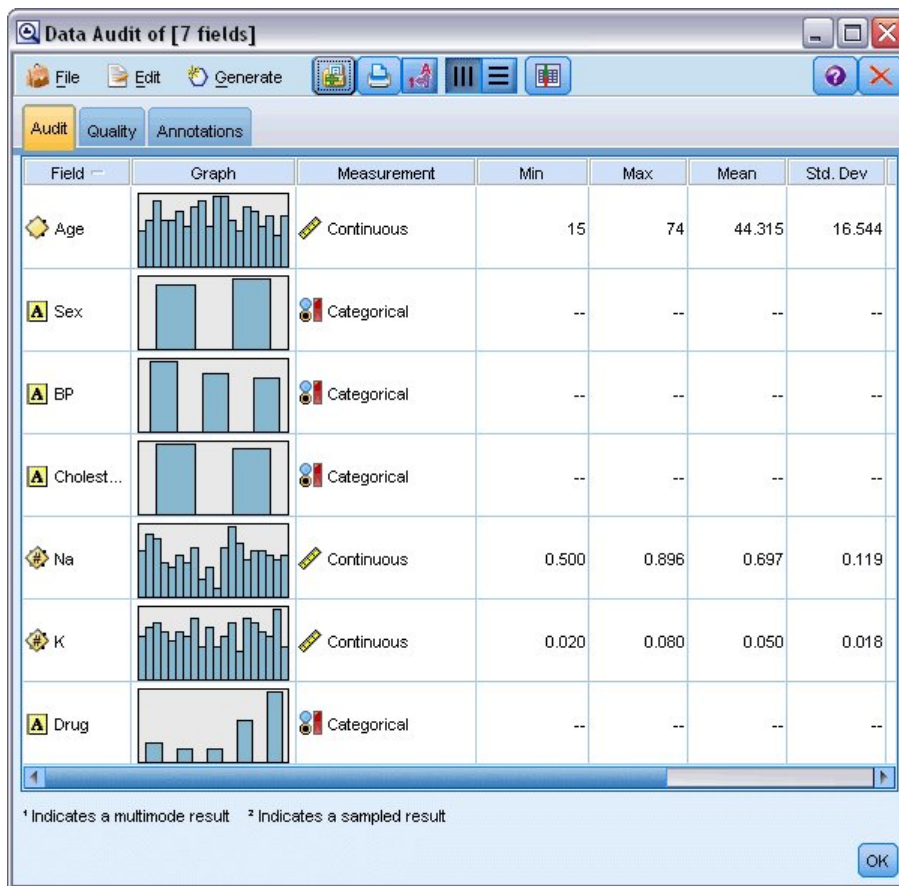 Data Audit of [7 fields]
File Edit Generate
Audit Quality Annotations
Field Graph Measurement Min Max Mean Std. Dev
Age Continuous 15 74 44.315 16.544
A Sex Categorical -- -- -- --
A BP Categorical -- -- -- --
A Cholest... Categorical -- -- -- --
# Na Continuous 0.500 0.896 0.697 0.119
# K Continuous 0.020 0.080 0.050 0.018
A Drug Categorical -- -- -- --
¹ Indicates a multimode result ² Indicates a sampled result
OK